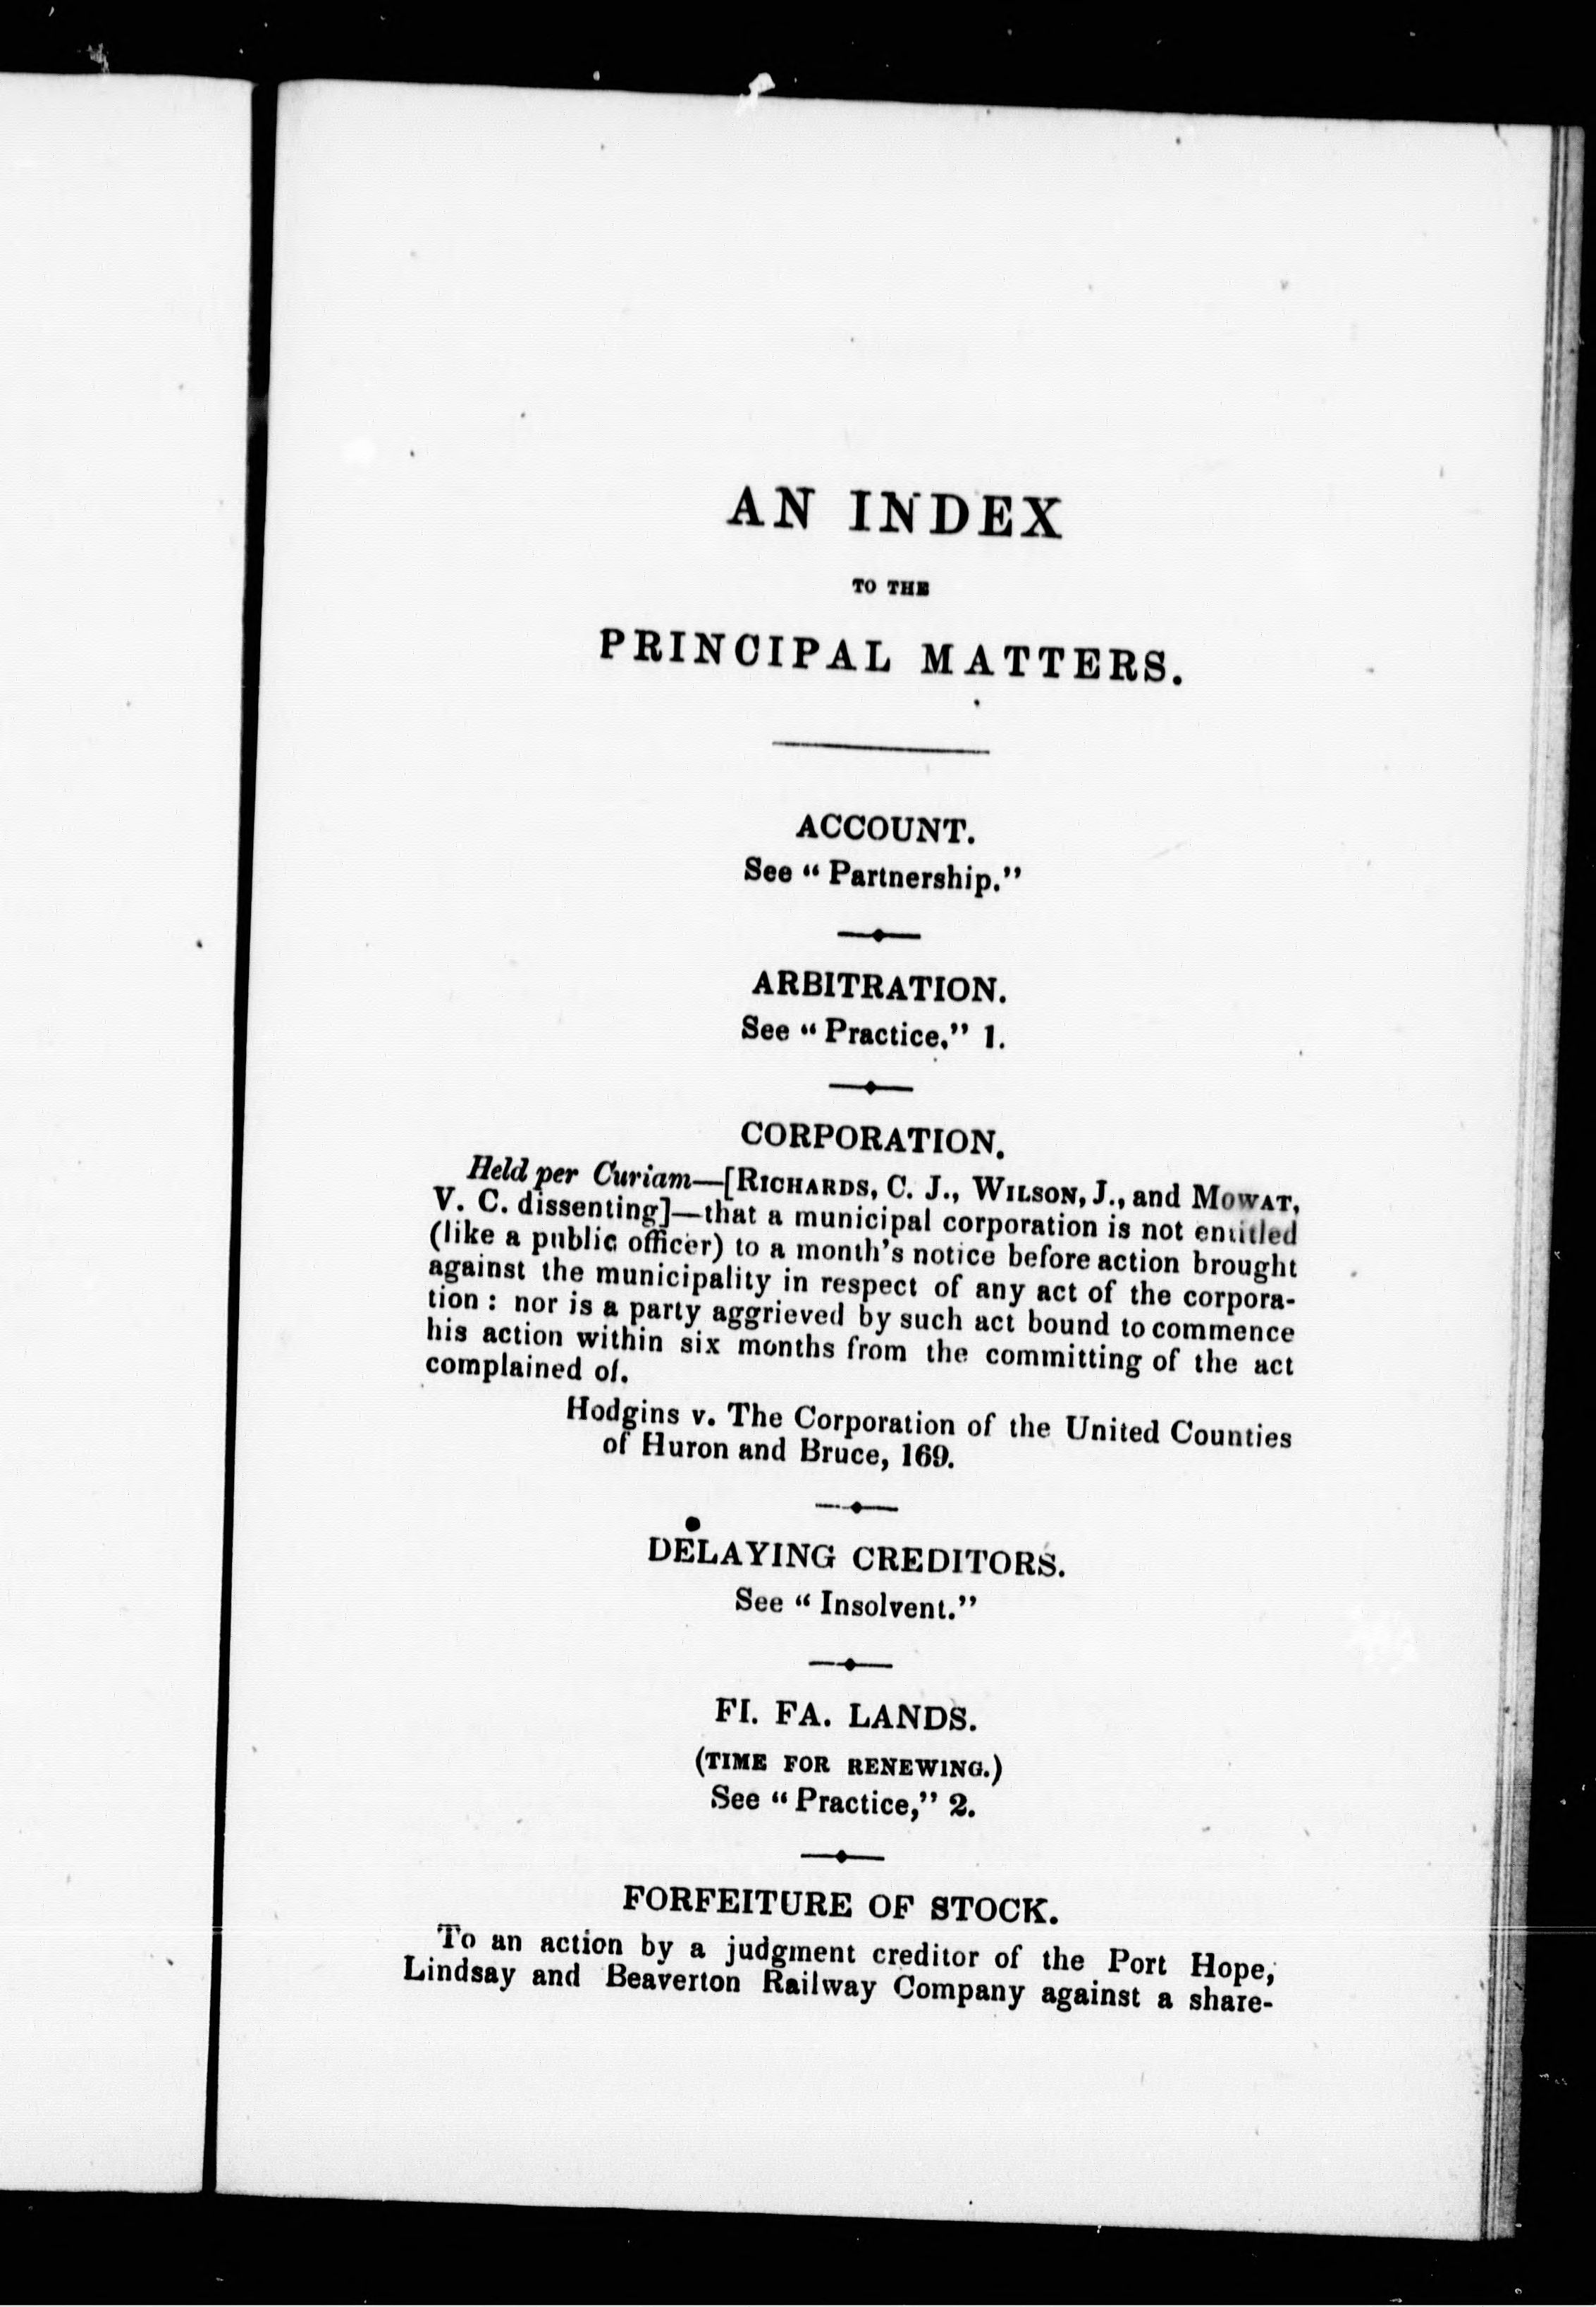 AN INDEX
TO THE
PRINCIPAL MATTERS.
ACCOUNT.
See "Partnership."
ARBITRATION.
See "Practice," 1.
CORPORATION.
Held per Curiam—[RICHARDS, C. J., WILSON, J., and MOWAT,
V. C. dissenting]—that a municipal corporation is not entitled
(like a public officer) to a month's notice before action brought
against the municipality in respect of any act of the corpora-
tion: nor is a party aggrieved by such act bound to commence
his action within six months from the committing of the act
complained of.
Hodgins v. The Corporation of the United Counties
of Huron and Bruce, 169.
DELAYING CREDITORS.
See "Insolvent."
FI. FA. LANDS.
(TIME FOR RENEWING.)
See "Practice," 2.
FORFEITURE OF STOCK.
To an action by a judgment creditor of the Port Hope,
Lindsay and Beaverton Railway Company against a share-